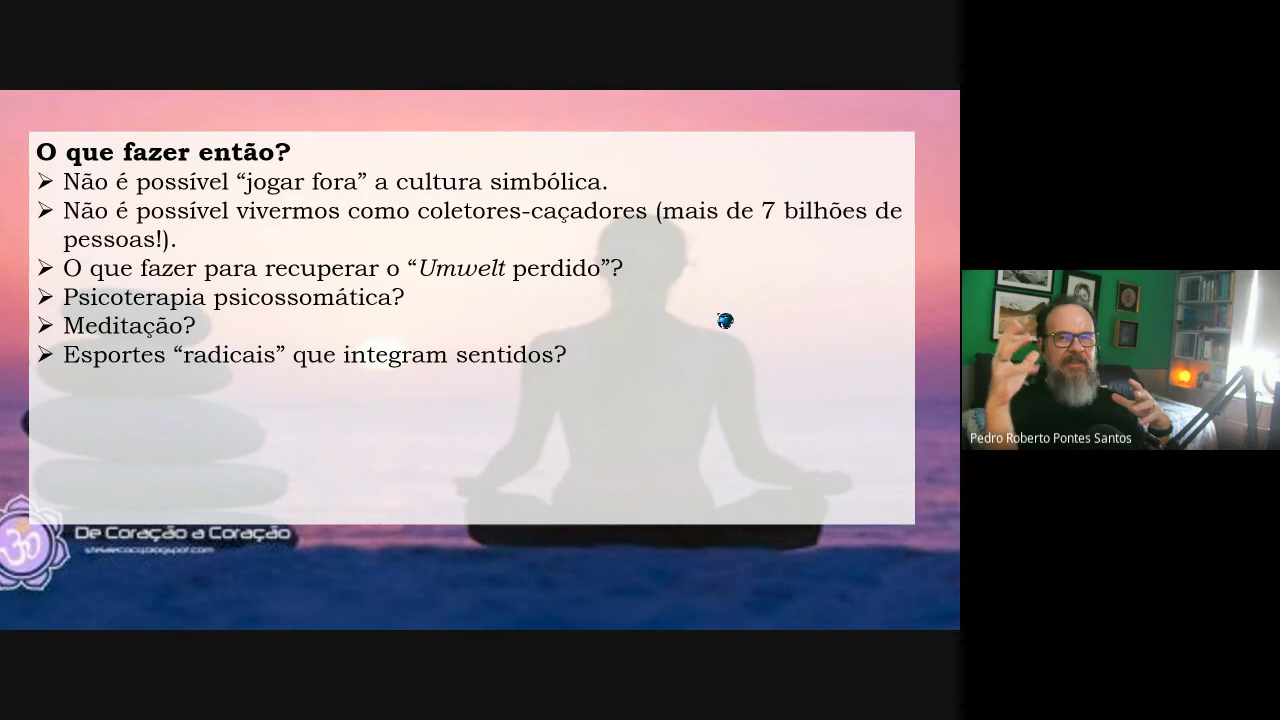 O que fazer então?
➢ Não é possível “jogar fora” a cultura simbólica.
➢ Não é possível vivermos como coletores-caçadores (mais de 7 bilhões de
pessoas!).
➢ O que fazer para recuperar o “Umwelt perdido”?
➢ Psicoterapia psicossomática?
➢ Meditação?
➢ Esportes “radicais” que integram sentidos?
De Coração a Coração
Pedro Roberto Pontes Santos